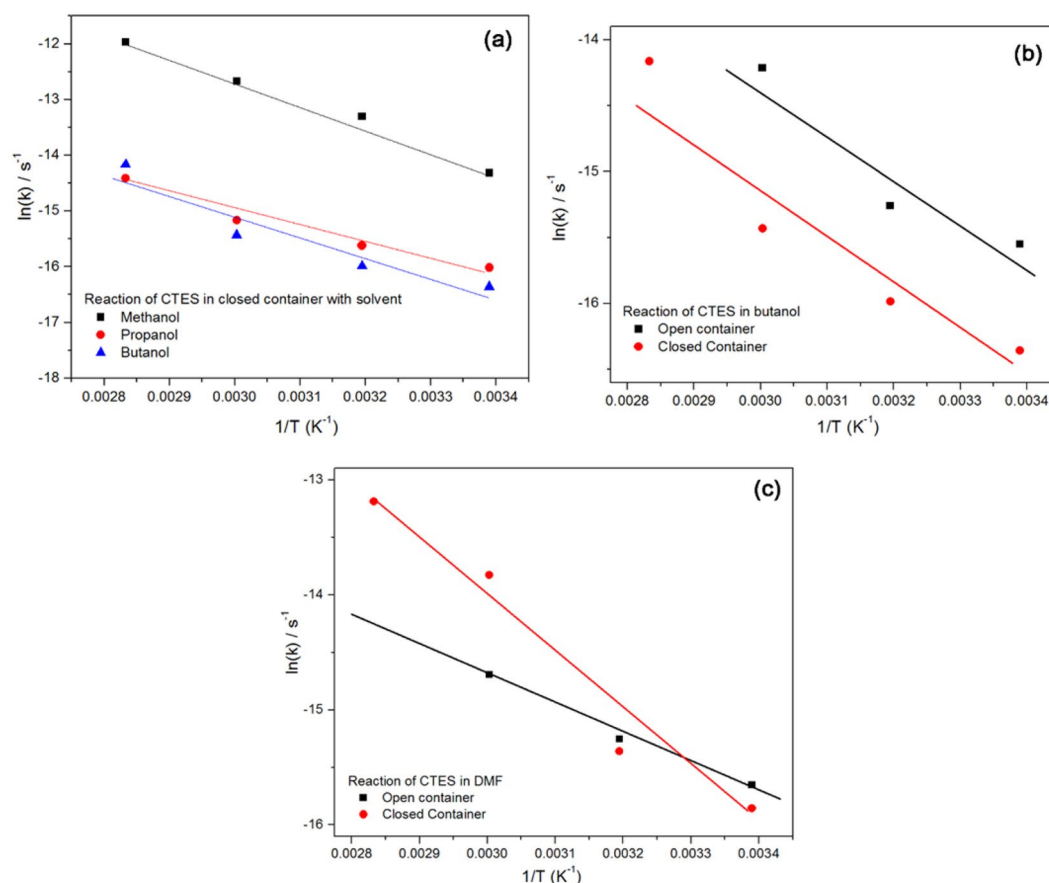 (a)
-12
-13
-14
-15
-16
-17
-18
ln(k) / s⁻¹
Reaction of CTES in closed container with solvent
Methanol
Propanol
Butanol
0.0028 0.0029 0.0030 0.0031 0.0032 0.0033 0.0034
1/T (K⁻¹)
(b)
-14
-15
-16
ln(k) / s⁻¹
Reaction of CTES in butanol
Open container
Closed Container
0.0028 0.0029 0.0030 0.0031 0.0032 0.0033 0.0034
1/T (K⁻¹)
(c)
-13
-14
-15
-16
ln(k) / s⁻¹
Reaction of CTES in DMF
Open container
Closed Container
0.0028 0.0029 0.0030 0.0031 0.0032 0.0033 0.0034
1/T (K⁻¹)